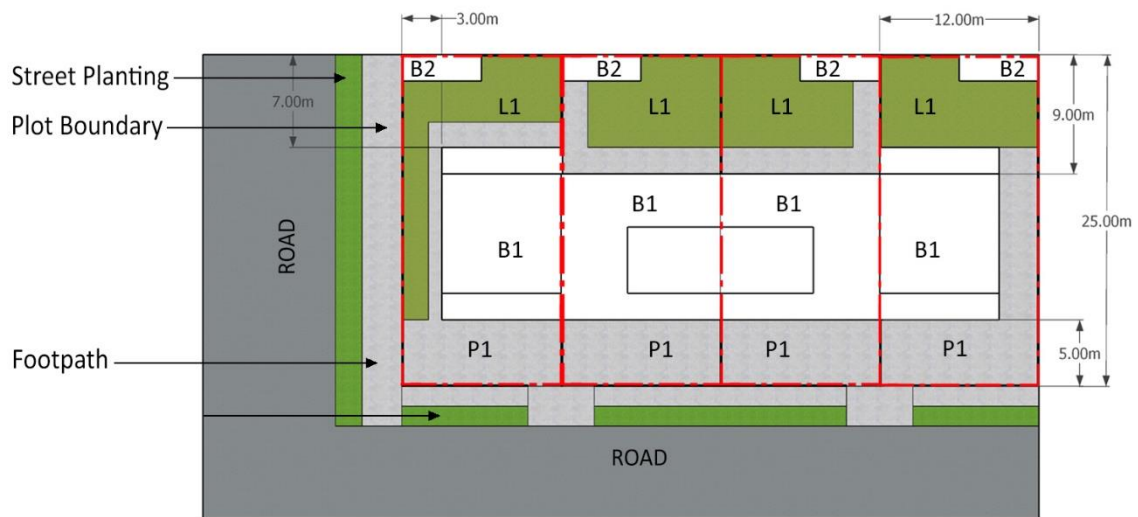 3.00m
12.00m
Street Planting
B2
B2
B2
B2
7.00m
L1
L1
L1
L1
9.00m
Plot Boundary
B1
B1
25.00m
ROAD
B1
B1
Footpath
P1
P1
P1
P1
5.00m
ROAD